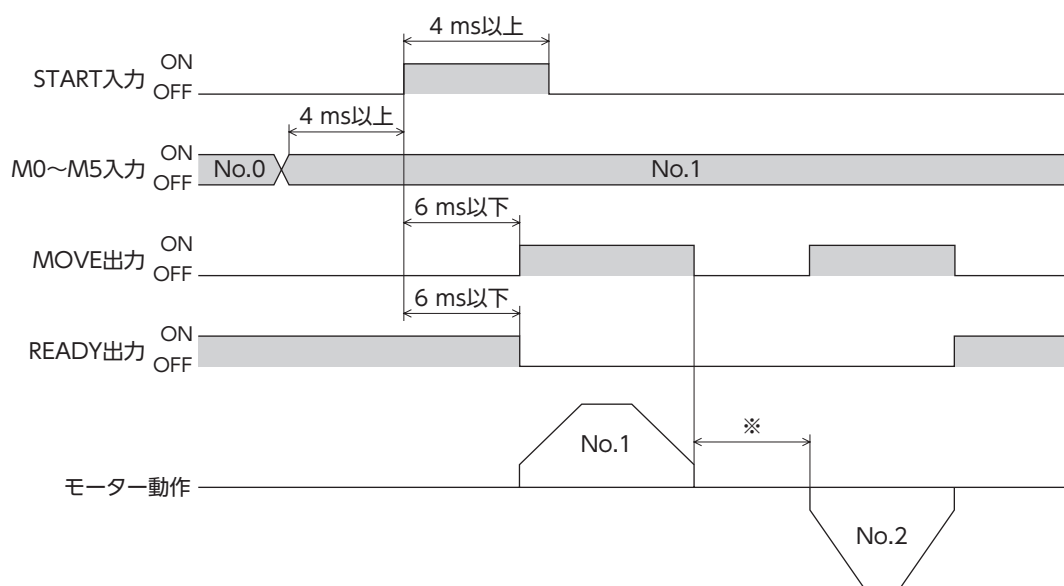 4 ms以上
START入力 ON
OFF
4 ms以上
M0～M5入力 ON
OFF
No.0
No.1
6 ms以下
MOVE出力 ON
OFF
6 ms以下
READY出力 ON
OFF
No.1
※
モーター動作
No.2